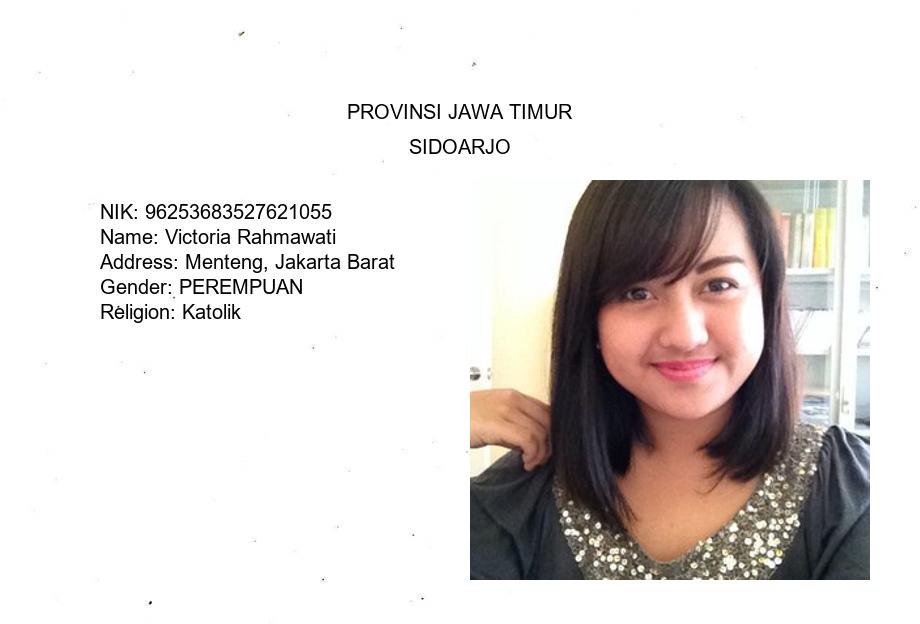 PROVINSI JAWA TIMUR
SIDOARJO
NIK: 96253683527621055
Name: Victoria Rahmawati
Address: Menteng, Jakarta Barat
Gender: PEREMPUAN
Religion: Katolik